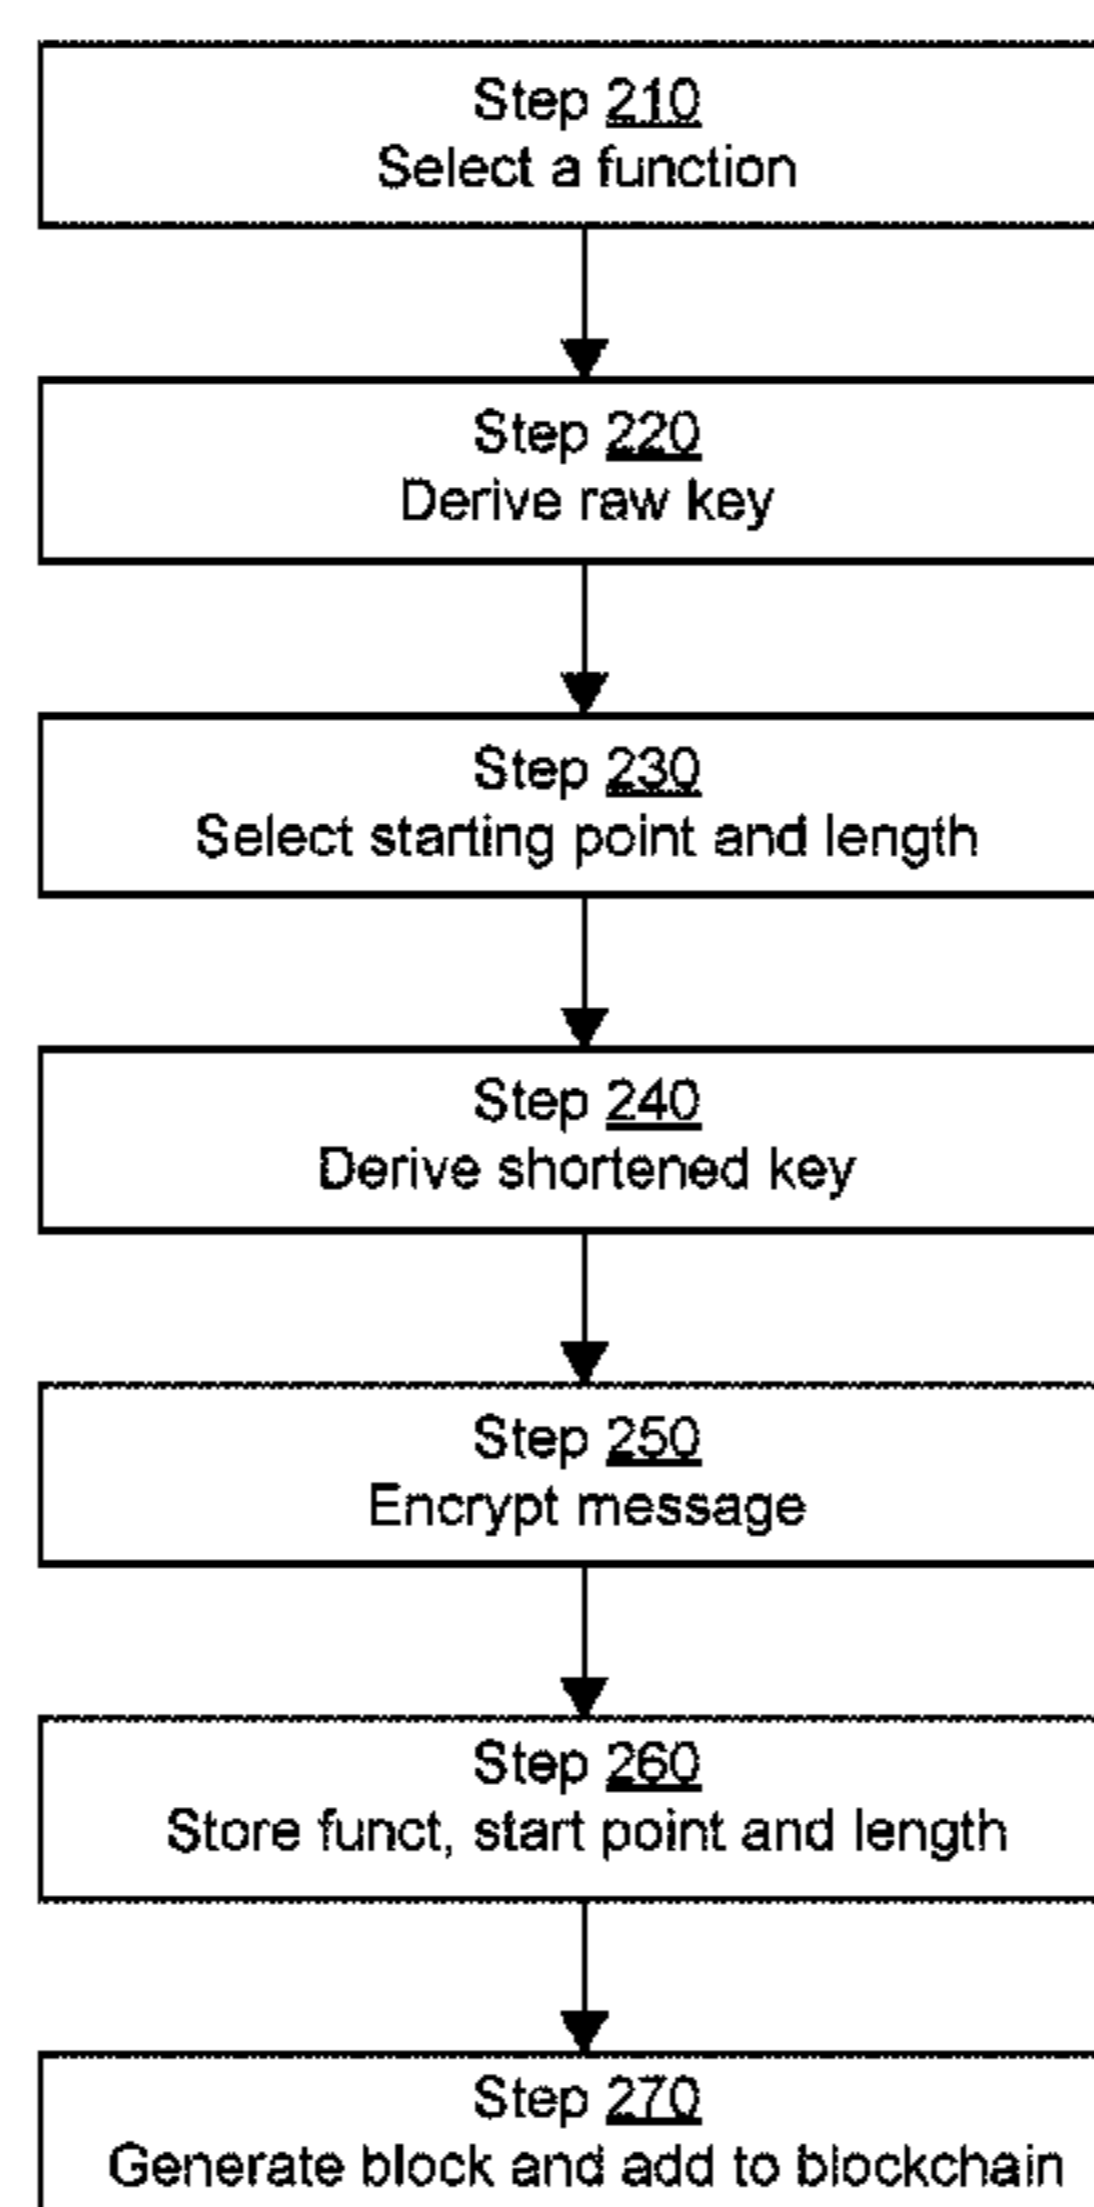 Step 210
Select a function
Step 220
Derive raw key
Step 230
Select starting point and length
Step 240
Derive shortened key
Step 250
Encrypt message
Step 260
Store funct, start point and length
Step 270
Generate block and add to blockchain